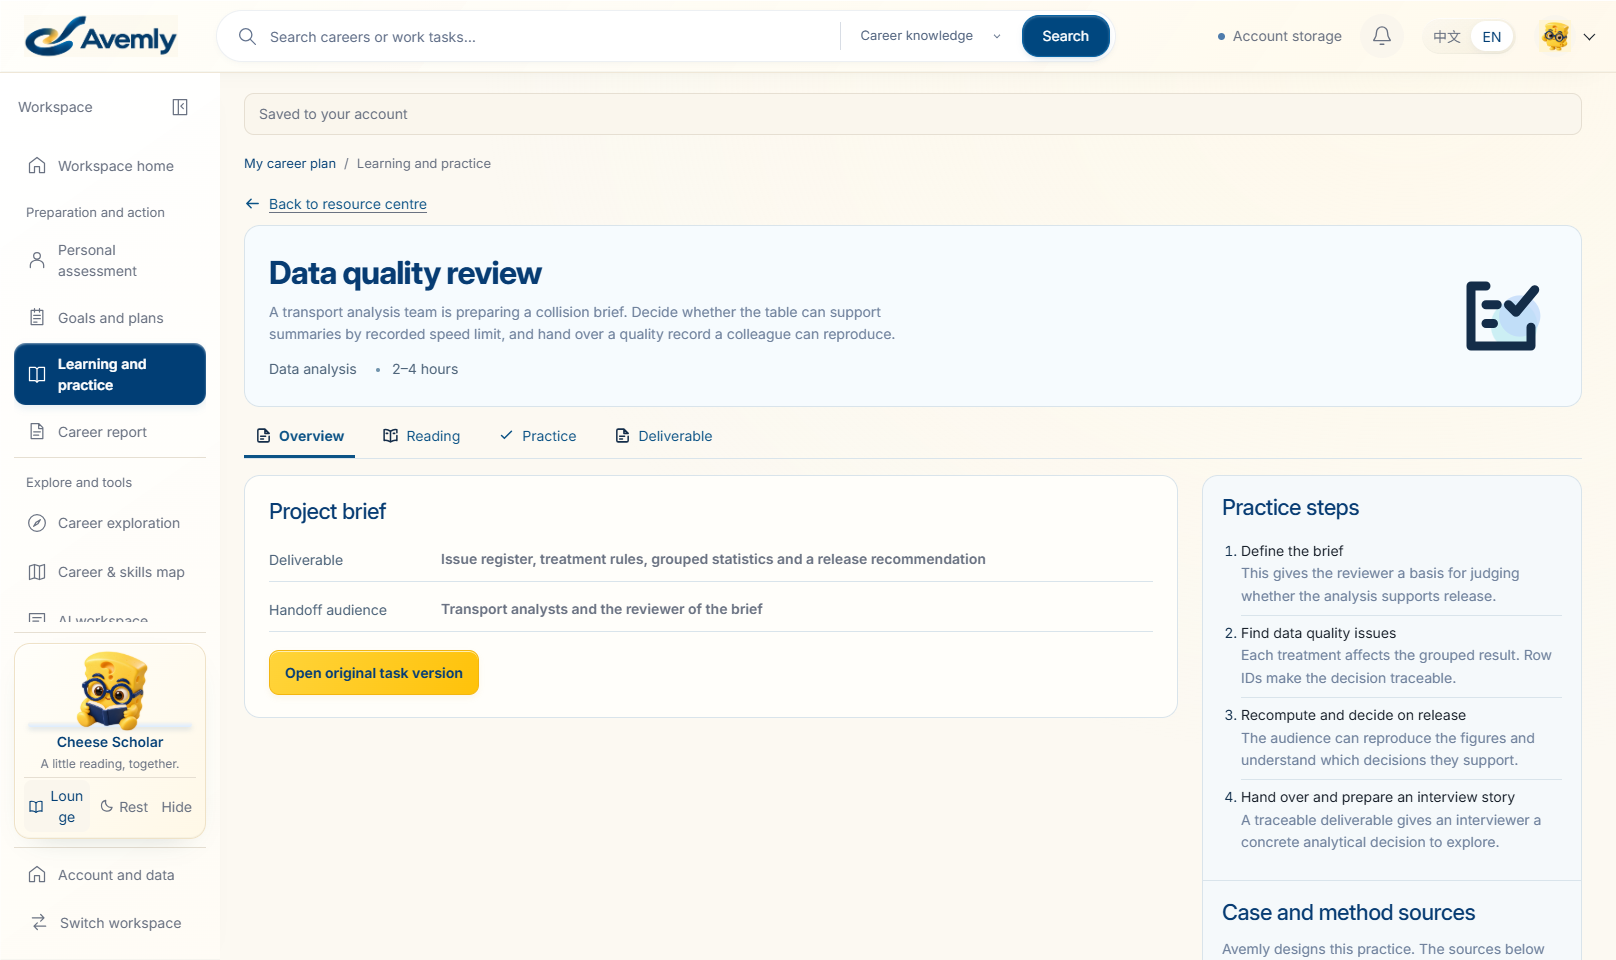 Avemly
Search careers or work tasks...
Career knowledge
Search
Account storage
中文
EN
Workspace
Workspace home
Preparation and action
Personal
assessment
Goals and plans
Learning and
practice
Career report
Explore and tools
Career exploration
Career & skills map
AI workspace
Cheese Scholar
A little reading, together.
Loun
ge
Rest
Hide
Account and data
Switch workspace
Saved to your account
My career plan / Learning and practice
Back to resource centre
Data quality review
A transport analysis team is preparing a collision brief. Decide whether the table can support
summaries by recorded speed limit, and hand over a quality record a colleague can reproduce.
Data analysis • 2–4 hours
Overview
Reading
Practice
Deliverable
Project brief
Deliverable
Issue register, treatment rules, grouped statistics and a release recommendation
Handoff audience
Transport analysts and the reviewer of the brief
Open original task version
Practice steps
1. Define the brief
This gives the reviewer a basis for judging
whether the analysis supports release.
2. Find data quality issues
Each treatment affects the grouped result. Row
IDs make the decision traceable.
3. Recompute and decide on release
The audience can reproduce the figures and
understand which decisions they support.
4. Hand over and prepare an interview story
A traceable deliverable gives an interviewer a
concrete analytical decision to explore.
Case and method sources
Avemly designs this practice. The sources below